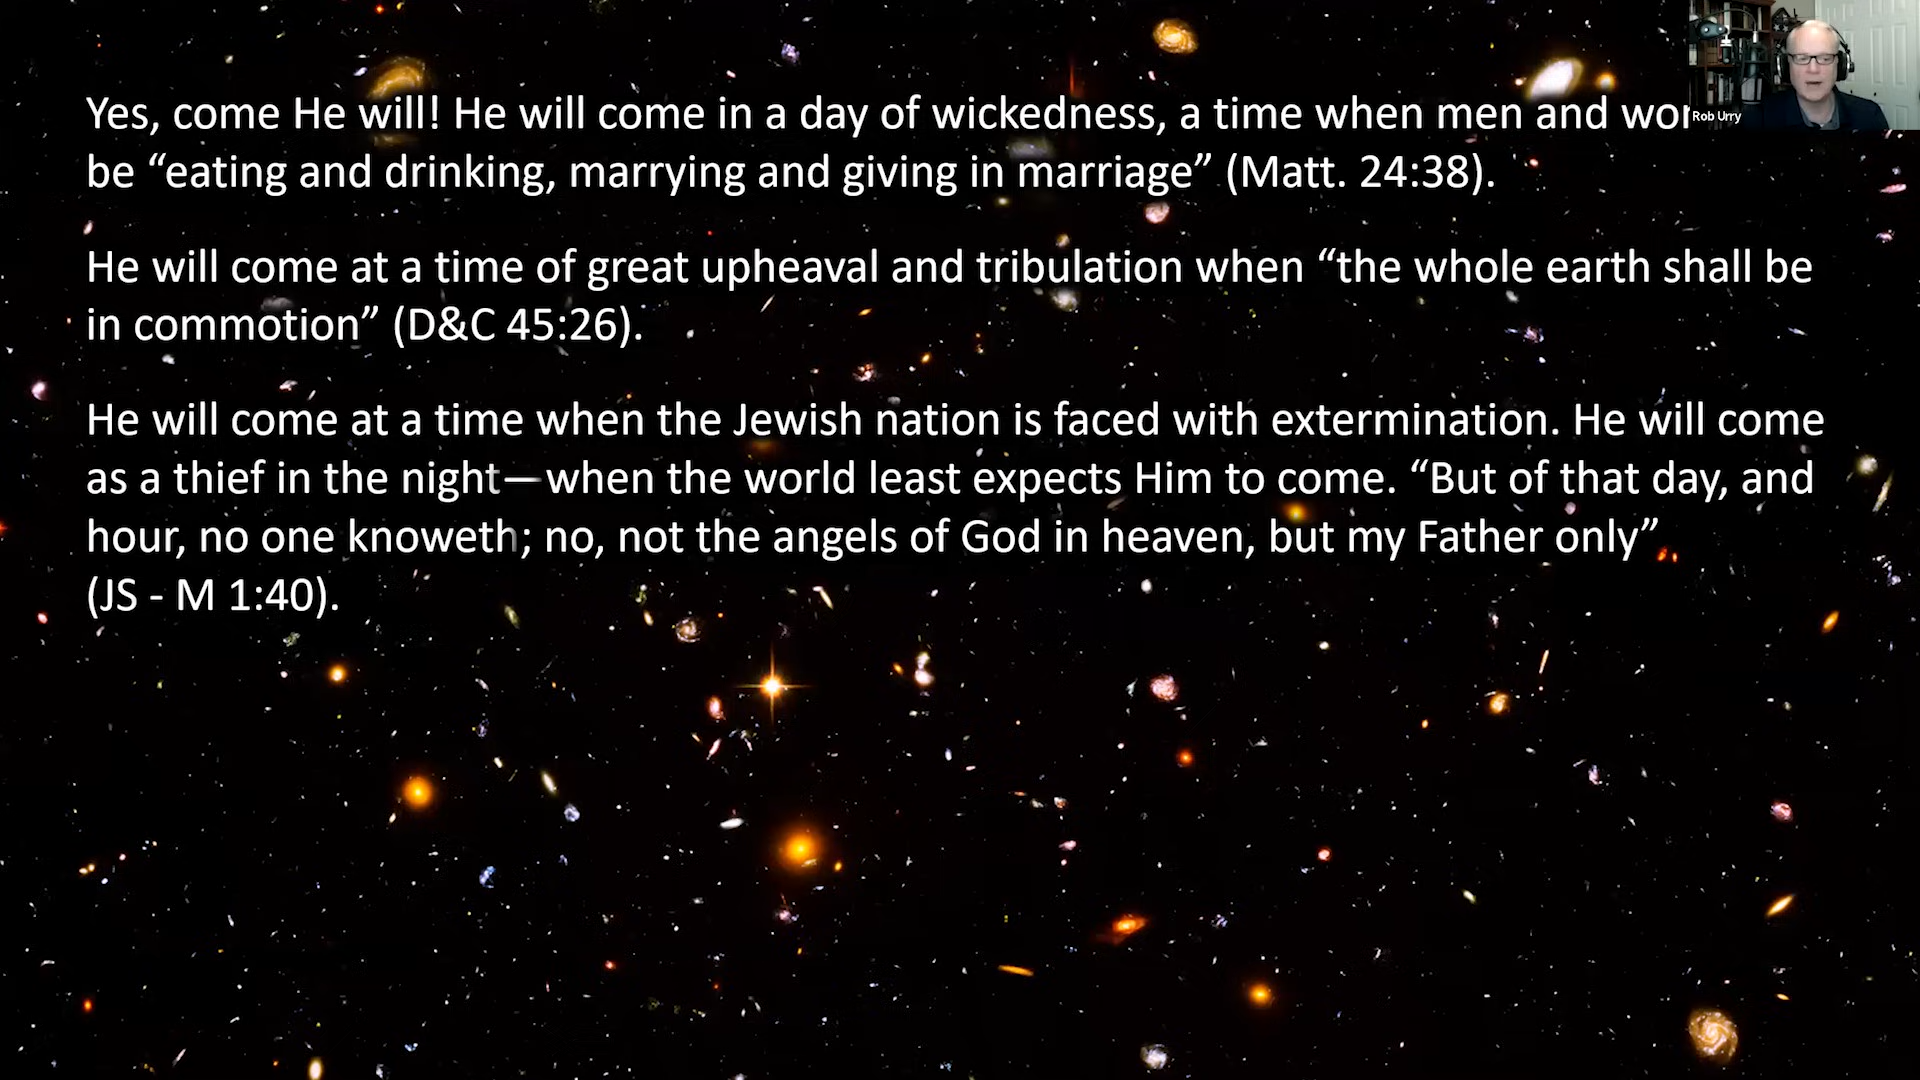 Yes, come He will! He will come in a day of wickedness, a time when men and
be “eating and drinking, marrying and giving in marriage” (Matt. 24:38).
He will come at a time of great upheaval and tribulation when “the whole earth shall be
in commotion” (D&C 45:26).
He will come at a time when the Jewish nation is faced with extermination. He will come
as a thief in the night—when the world least expects Him to come. “But of that day, and
hour, no one knoweth; no, not the angels of God in heaven, but my Father only”
(JS - M 1:40).
Rob Urry